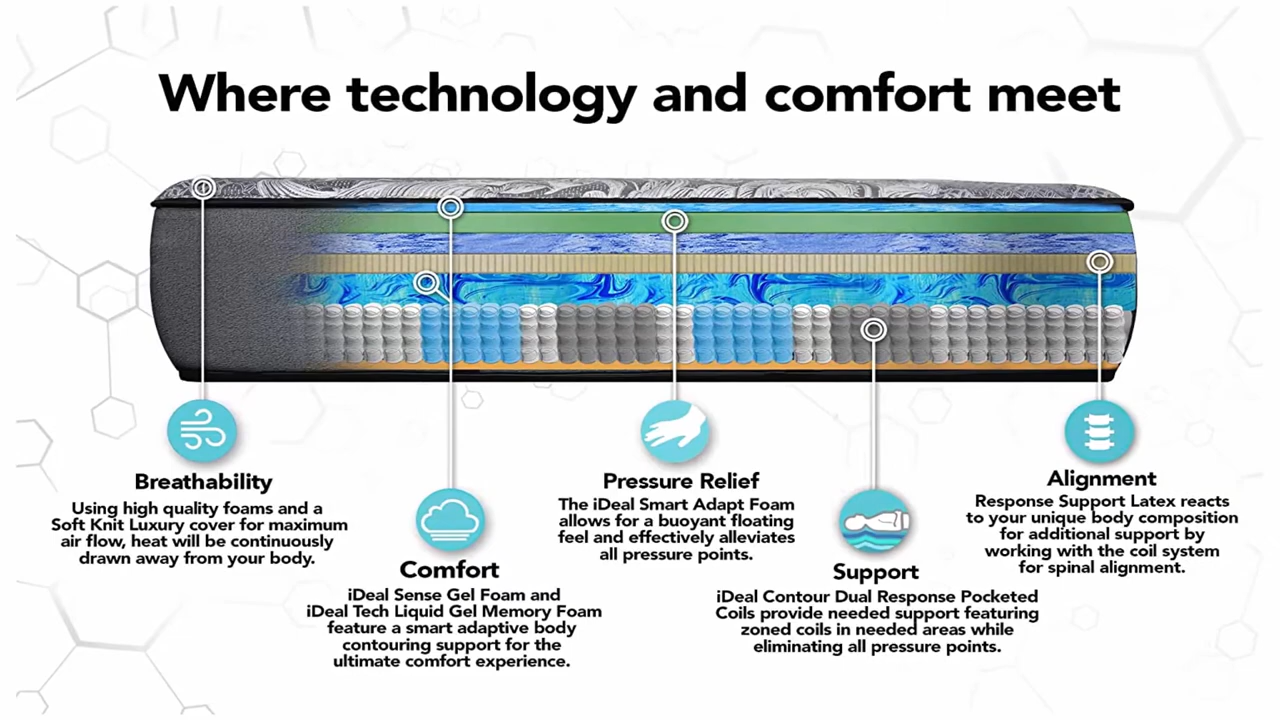 Where technology and comfort meet
Breathability
Using high quality foams and a
Soft Knit Luxury cover for maximum
air flow, heat will be continuously
drawn away from your body.
Comfort
iDeal Sense Gel Foam and
iDeal Tech Liquid Gel Memory Foam
feature a smart adaptive body
contouring support for the
ultimate comfort experience.
Pressure Relief
The iDeal Smart Adapt Foam
allows for a buoyant floating
feel and effectively alleviates
all pressure points.
Support
iDeal Contour Dual Response Pocketed
Coils provide needed support featuring
zoned coils in needed areas while
eliminating all pressure points.
Alignment
Response Support Latex reacts
to your unique body composition
for additional support by
working with the coil system
for spinal alignment.